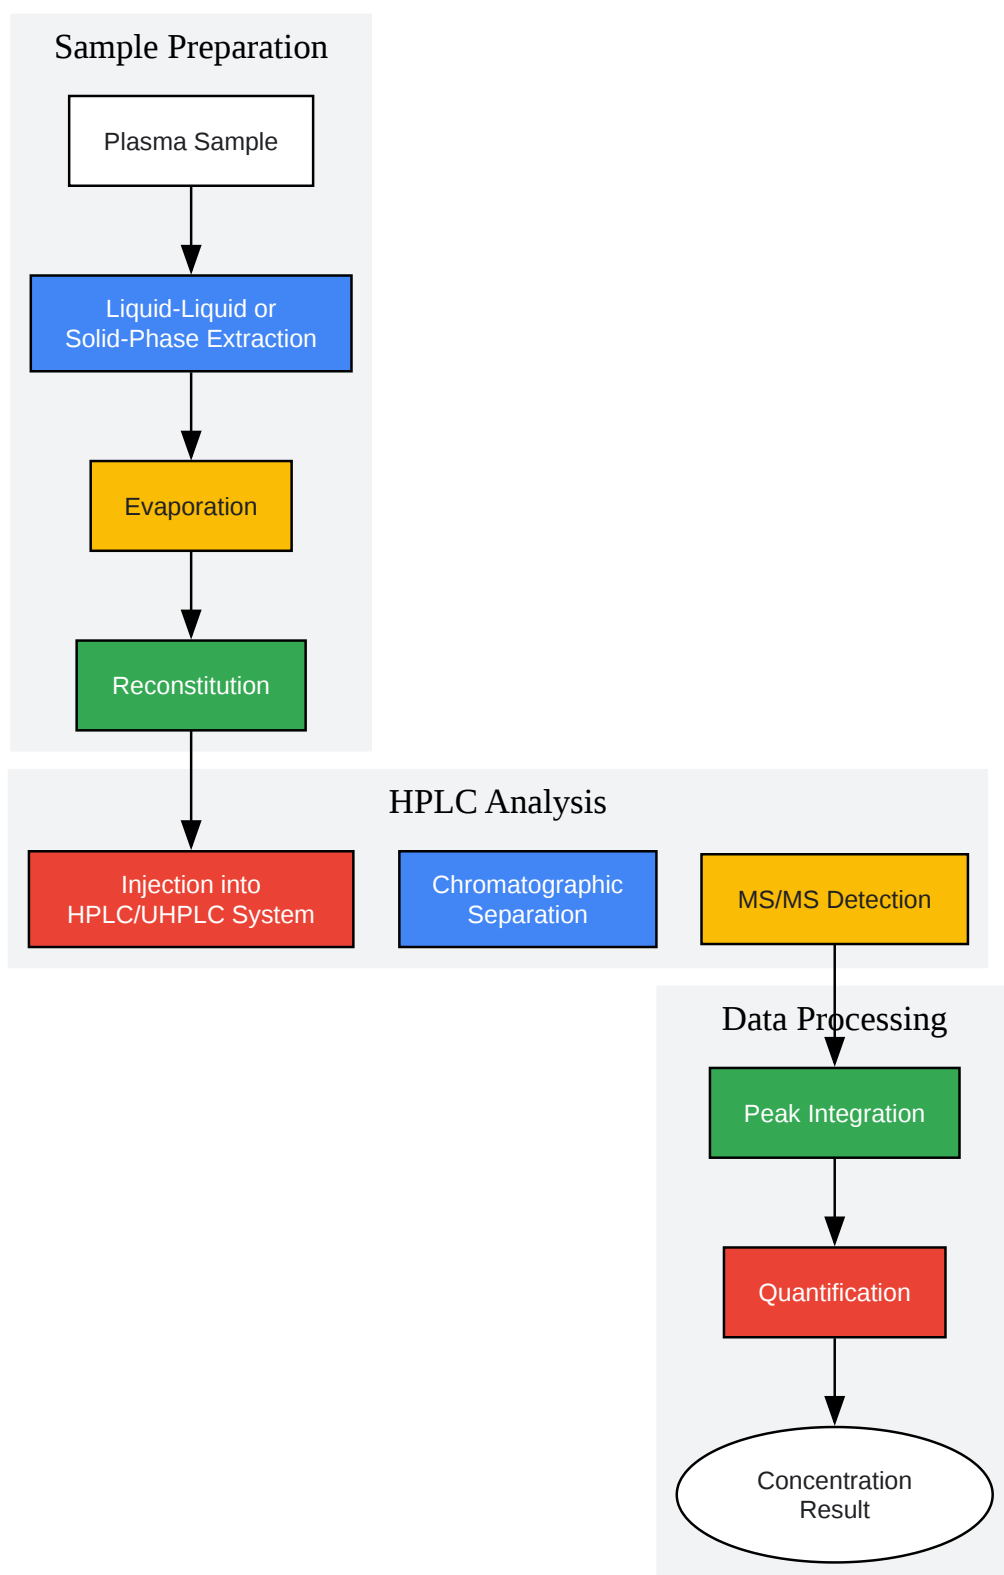 Sample Preparation
Plasma Sample
Liquid-Liquid or
Solid-Phase Extraction
Evaporation
Reconstitution
HPLC Analysis
Injection into
HPLC/UHPLC System
Chromatographic
Separation
MS/MS Detection
Data Processing
Peak Integration
Quantification
Concentration
Result